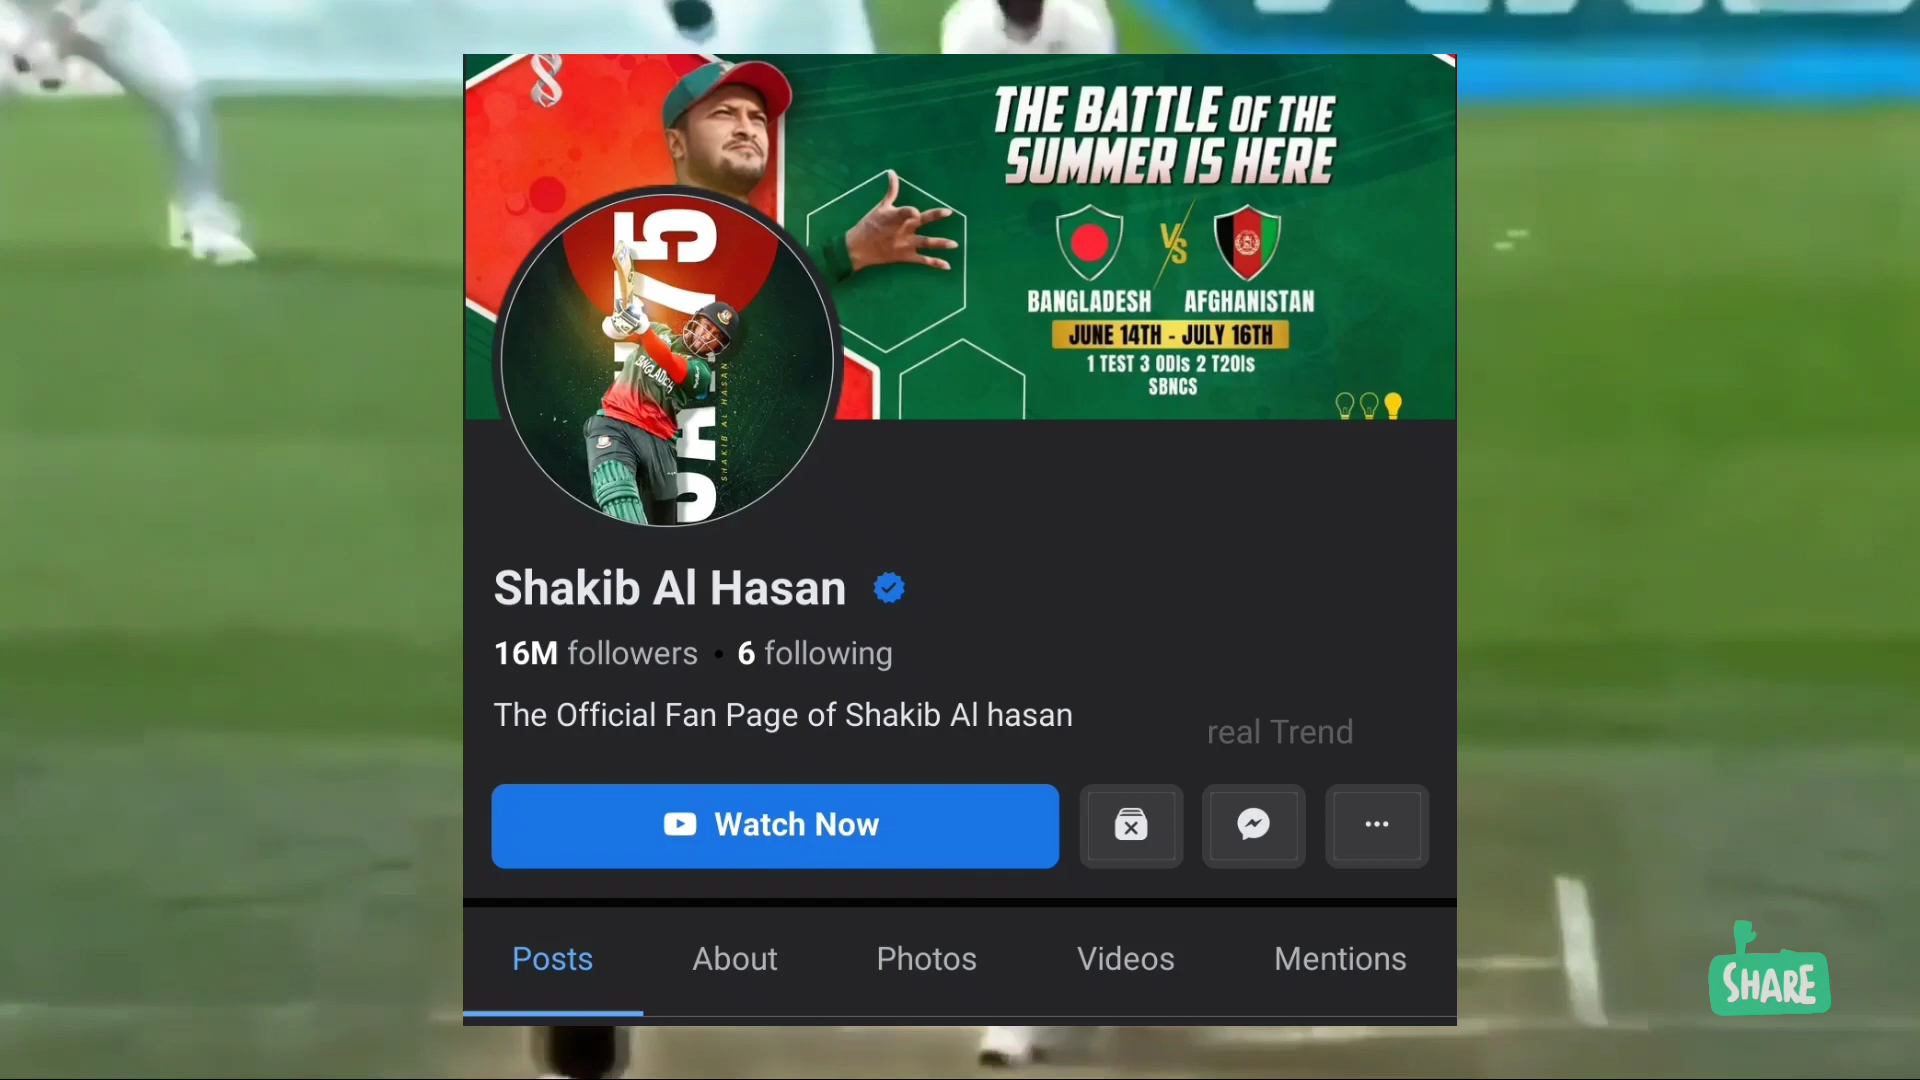 THE BATTLE OF THE
SUMMER IS HERE
VS
BANGLADESH AFGHANISTAN
JUNE 14TH - JULY 16TH
1 TEST 3 ODIs 2 T20Is
SBNCS
75
BANGLADESH
SHAKIB AL HASAN
Shakib Al Hasan
16M followers • 6 following
The Official Fan Page of Shakib Al hasan
real Trend
Watch Now
Posts About Photos Videos Mentions
SHARE